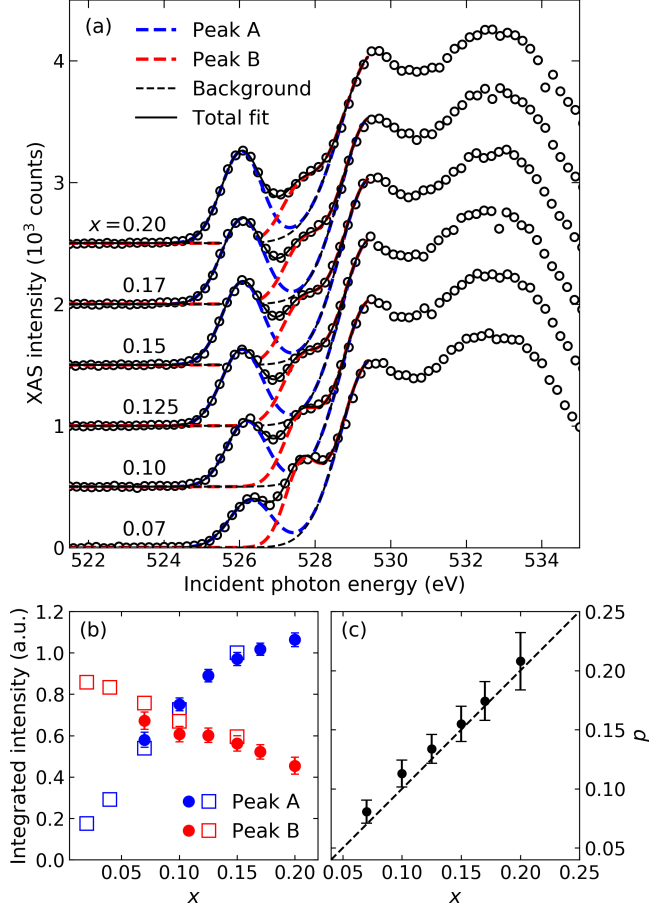 (a)
Peak A
Peak B
Background
Total fit
XAS intensity (10³ counts)
4
3
2
1
0
x = 0.20
0.17
0.15
0.125
0.10
0.07
522 524 526 528 530 532 534
Incident photon energy (eV)
(b)
Integrated intensity (a.u.)
1.2
1.0
0.8
0.6
0.4
0.2
0.0
Peak A
Peak B
0.05 0.10 0.15 0.20
x
(c)
0.25
0.20
0.15
0.10
0.05
p
0.05 0.10 0.15 0.20 0.25
x